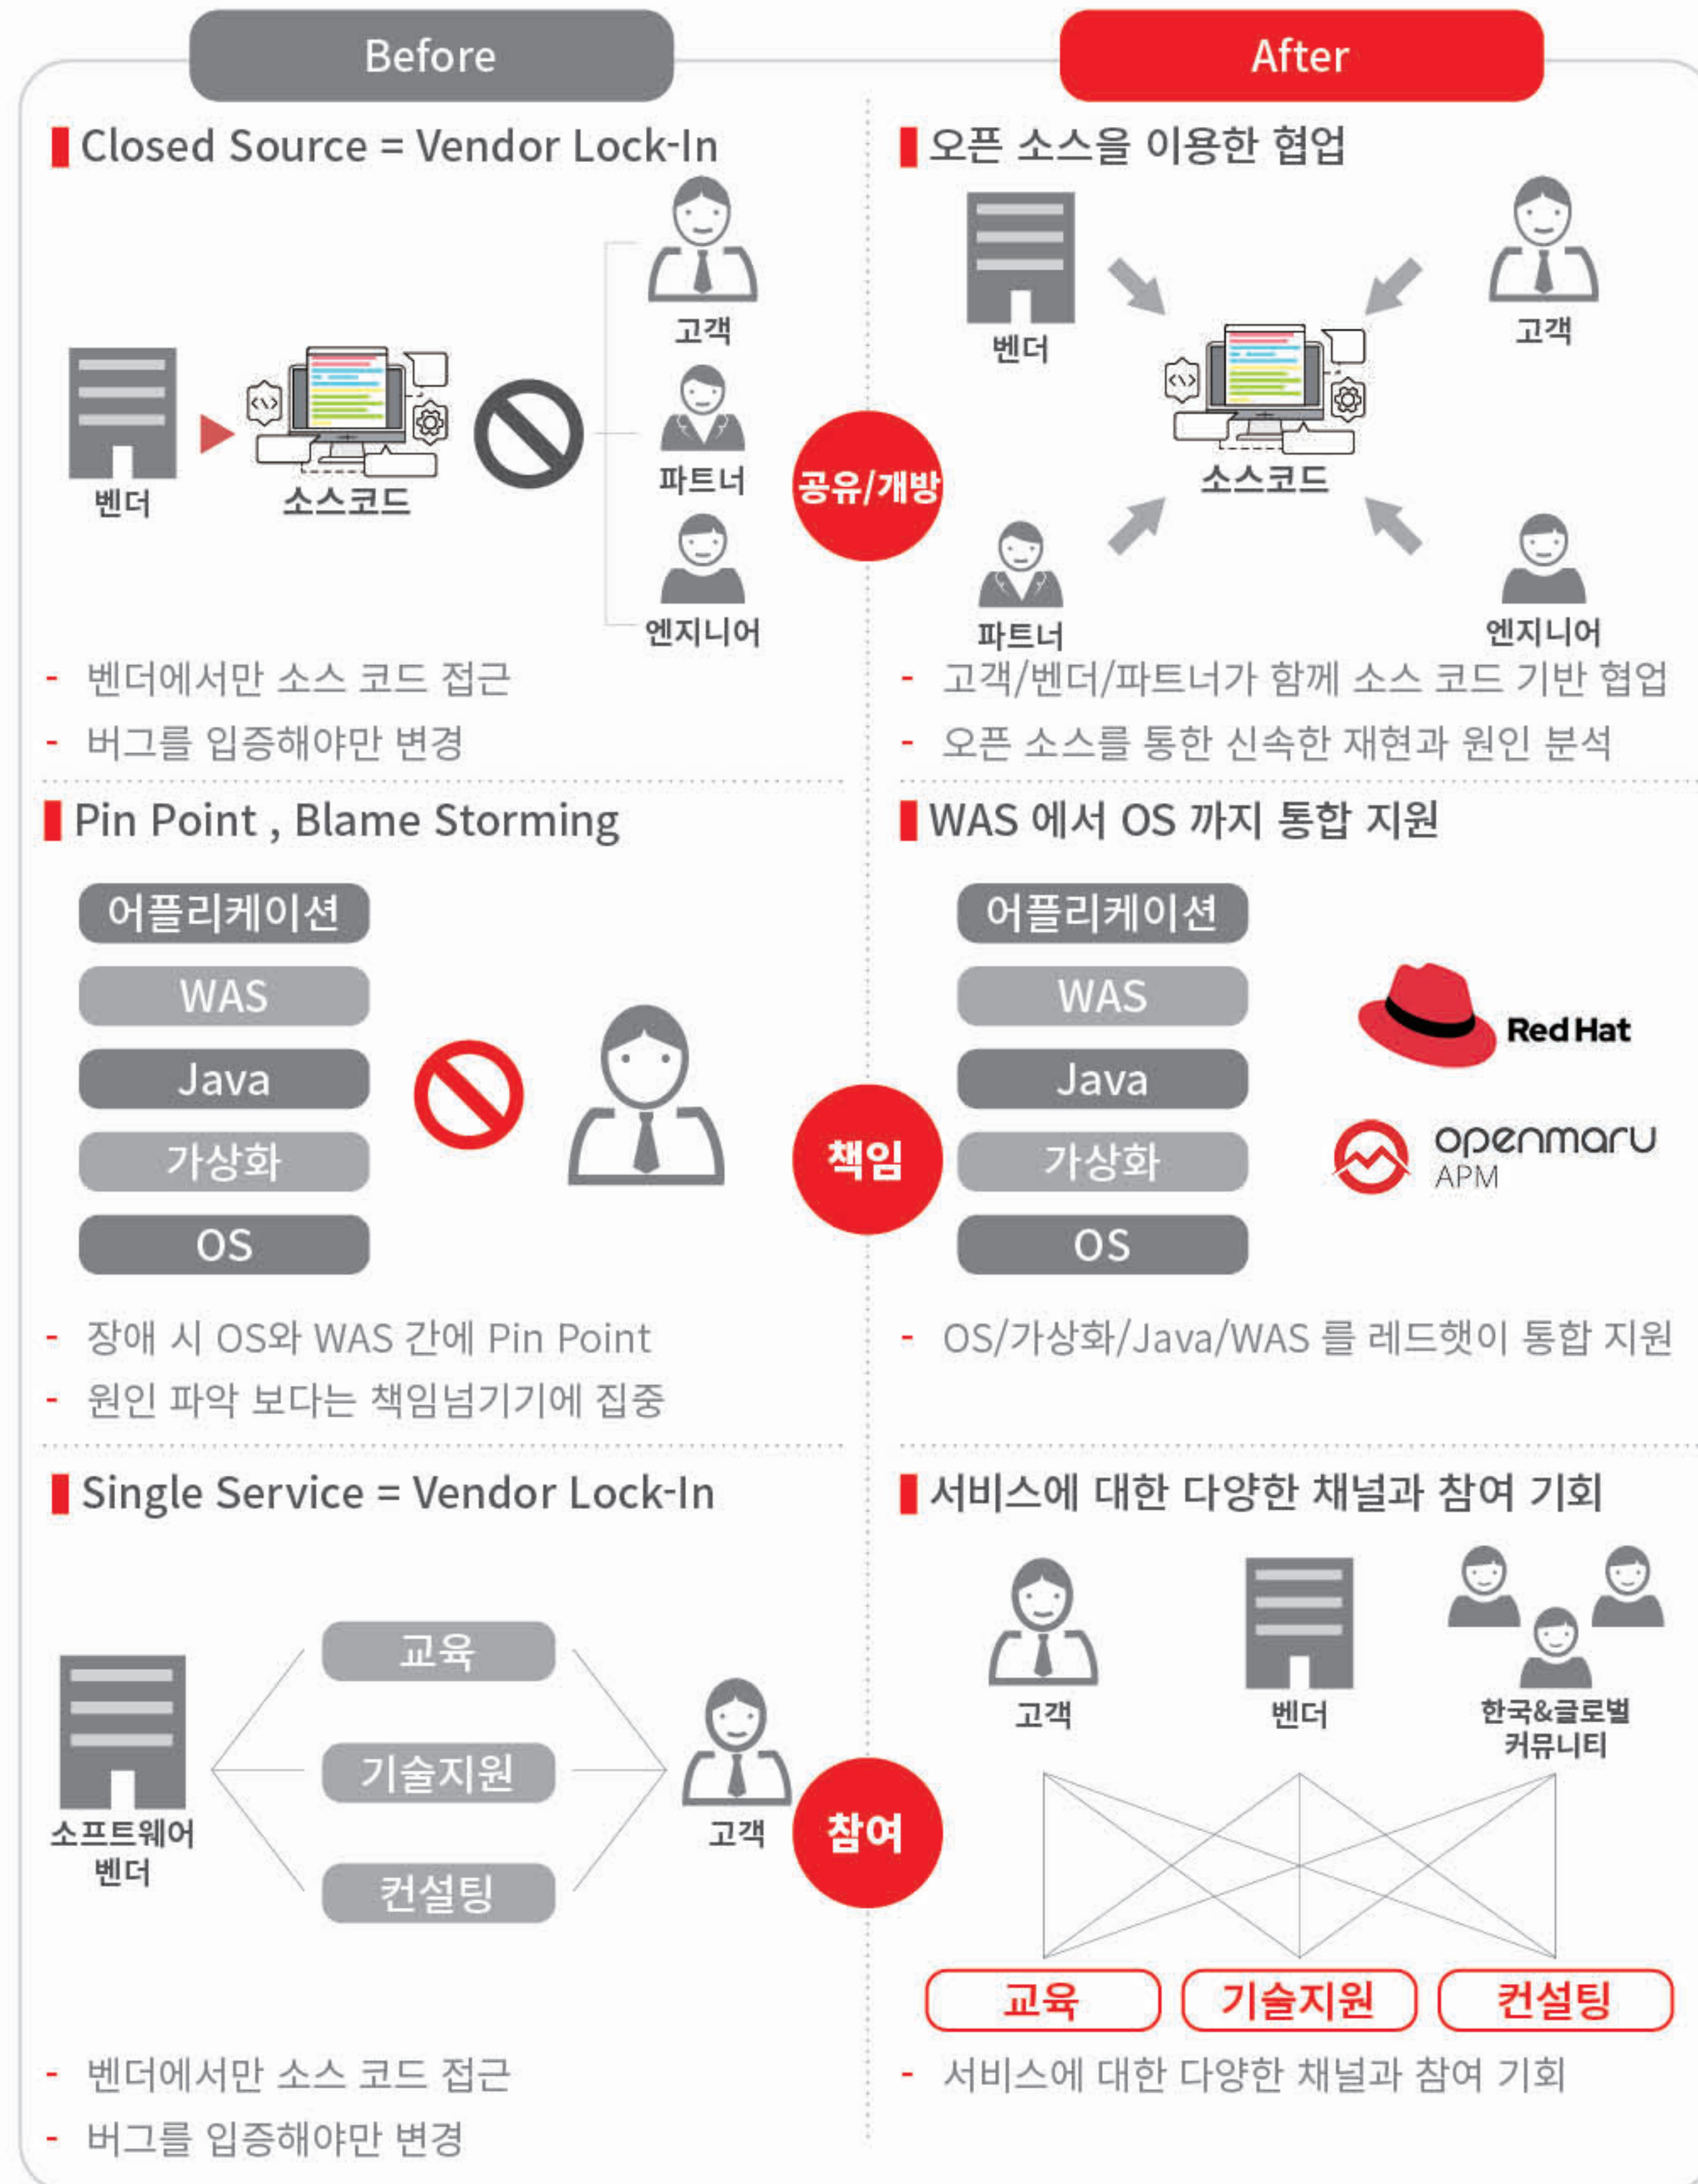 Before
After
Closed Source = Vendor Lock-In
고객
벤더
소스코드
파트너
엔지니어
- 벤더에서만 소스 코드 접근
- 버그를 입증해야만 변경
공유/개방
오픈 소스을 이용한 협업
벤더
고객
소스코드
파트너
엔지니어
- 고객/벤더/파트너가 함께 소스 코드 기반 협업
- 오픈 소스를 통한 신속한 재현과 원인 분석
Pin Point , Blame Storming
어플리케이션
WAS
Java
가상화
OS
- 장애 시 OS와 WAS 간에 Pin Point
- 원인 파악 보다는 책임넘기기에 집중
책임
WAS 에서 OS 까지 통합 지원
어플리케이션
WAS
Java
가상화
OS
Red Hat
openmaru
APM
- OS/가상화/Java/WAS 를 레드햇이 통합 지원
Single Service = Vendor Lock-In
소프트웨어
벤더
교육
기술지원
컨설팅
고객
- 벤더에서만 소스 코드 접근
- 버그를 입증해야만 변경
참여
서비스에 대한 다양한 채널과 참여 기회
고객
벤더
한국&글로벌
커뮤니티
교육
기술지원
컨설팅
- 서비스에 대한 다양한 채널과 참여 기회